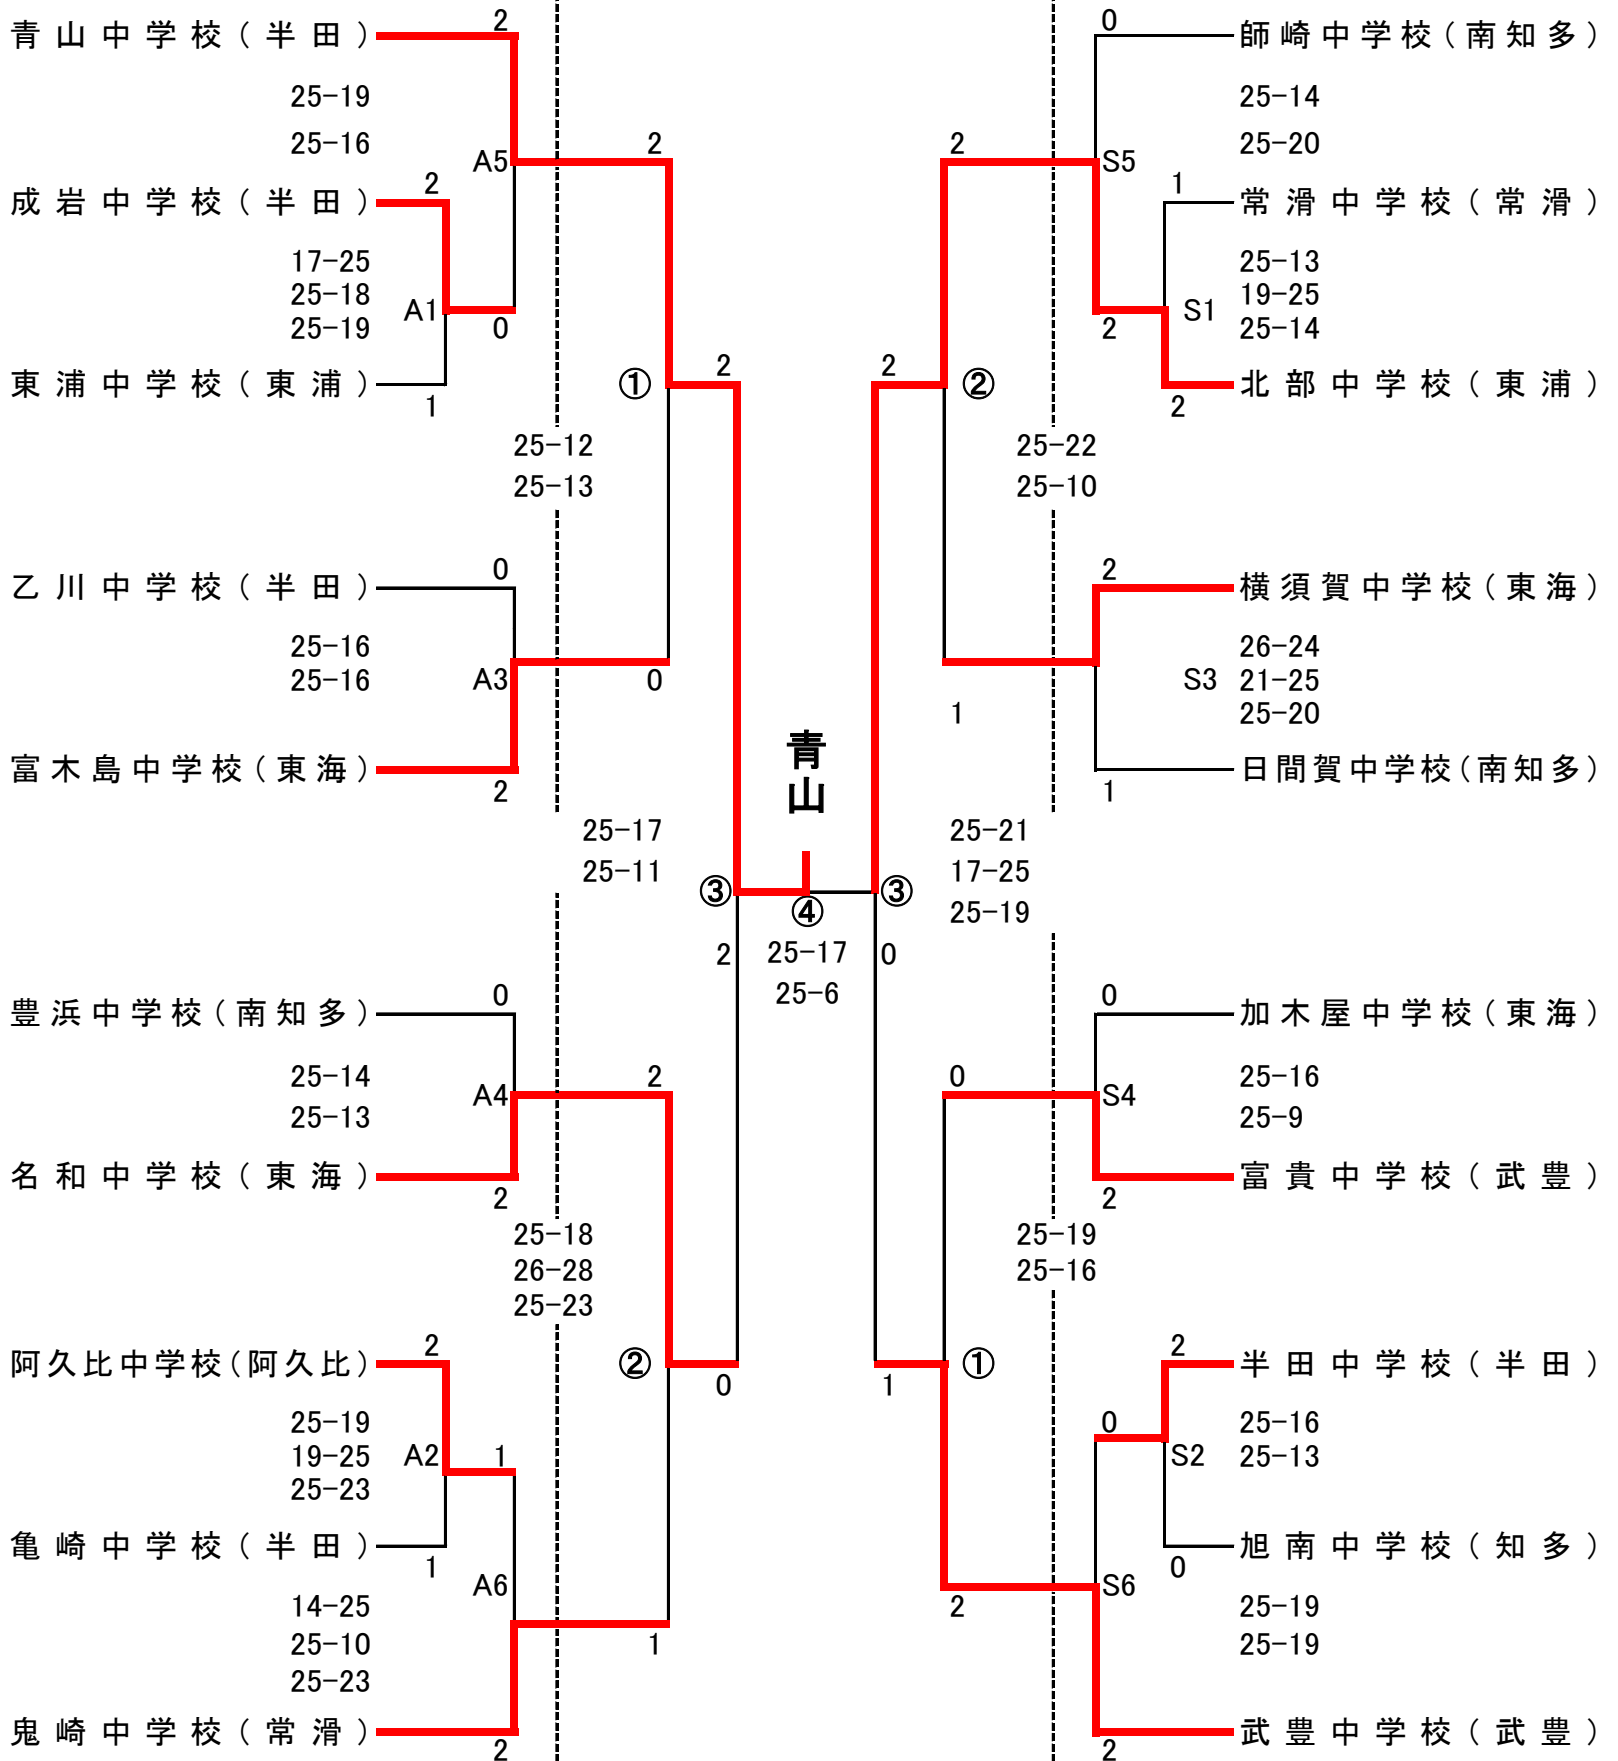 青山中学校(半田)
2
25-19
25-16
A5
2
成岩中学校(半田)
2
17-25
25-18
25-19
A1
0
東浦中学校(東浦)
1
①
2
25-12
25-13
乙川中学校(半田)
0
25-16
25-16
A3
0
富木島中学校(東海)
2
25-17
25-11
③
2
豊浜中学校(南知多)
0
25-14
25-13
A4
2
名和中学校(東海)
2
25-18
26-28
25-23
阿久比中学校(阿久比)
2
②
0
25-19
19-25
25-23
A2
1
亀崎中学校(半田)
1
A6
14-25
25-10
25-23
1
鬼崎中学校(常滑)
2
青山
④
25-17
25-6
0
師崎中学校(南知多)
25-14
25-20
2
S5
1
常滑中学校(常滑)
25-13
19-25
25-14
S1
2
北部中学校(東浦)
2
2
②
25-22
25-10
2
横須賀中学校(東海)
26-24
21-25
25-20
S3
1
日間賀中学校(南知多)
1
25-21
17-25
25-19
③
0
0
加木屋中学校(東海)
25-16
25-9
0
S4
富貴中学校(武豊)
2
25-19
25-16
2
半田中学校(半田)
①
1
0
25-16
25-13
S2
旭南中学校(知多)
0
S6
2
25-19
25-19
武豊中学校(武豊)
2